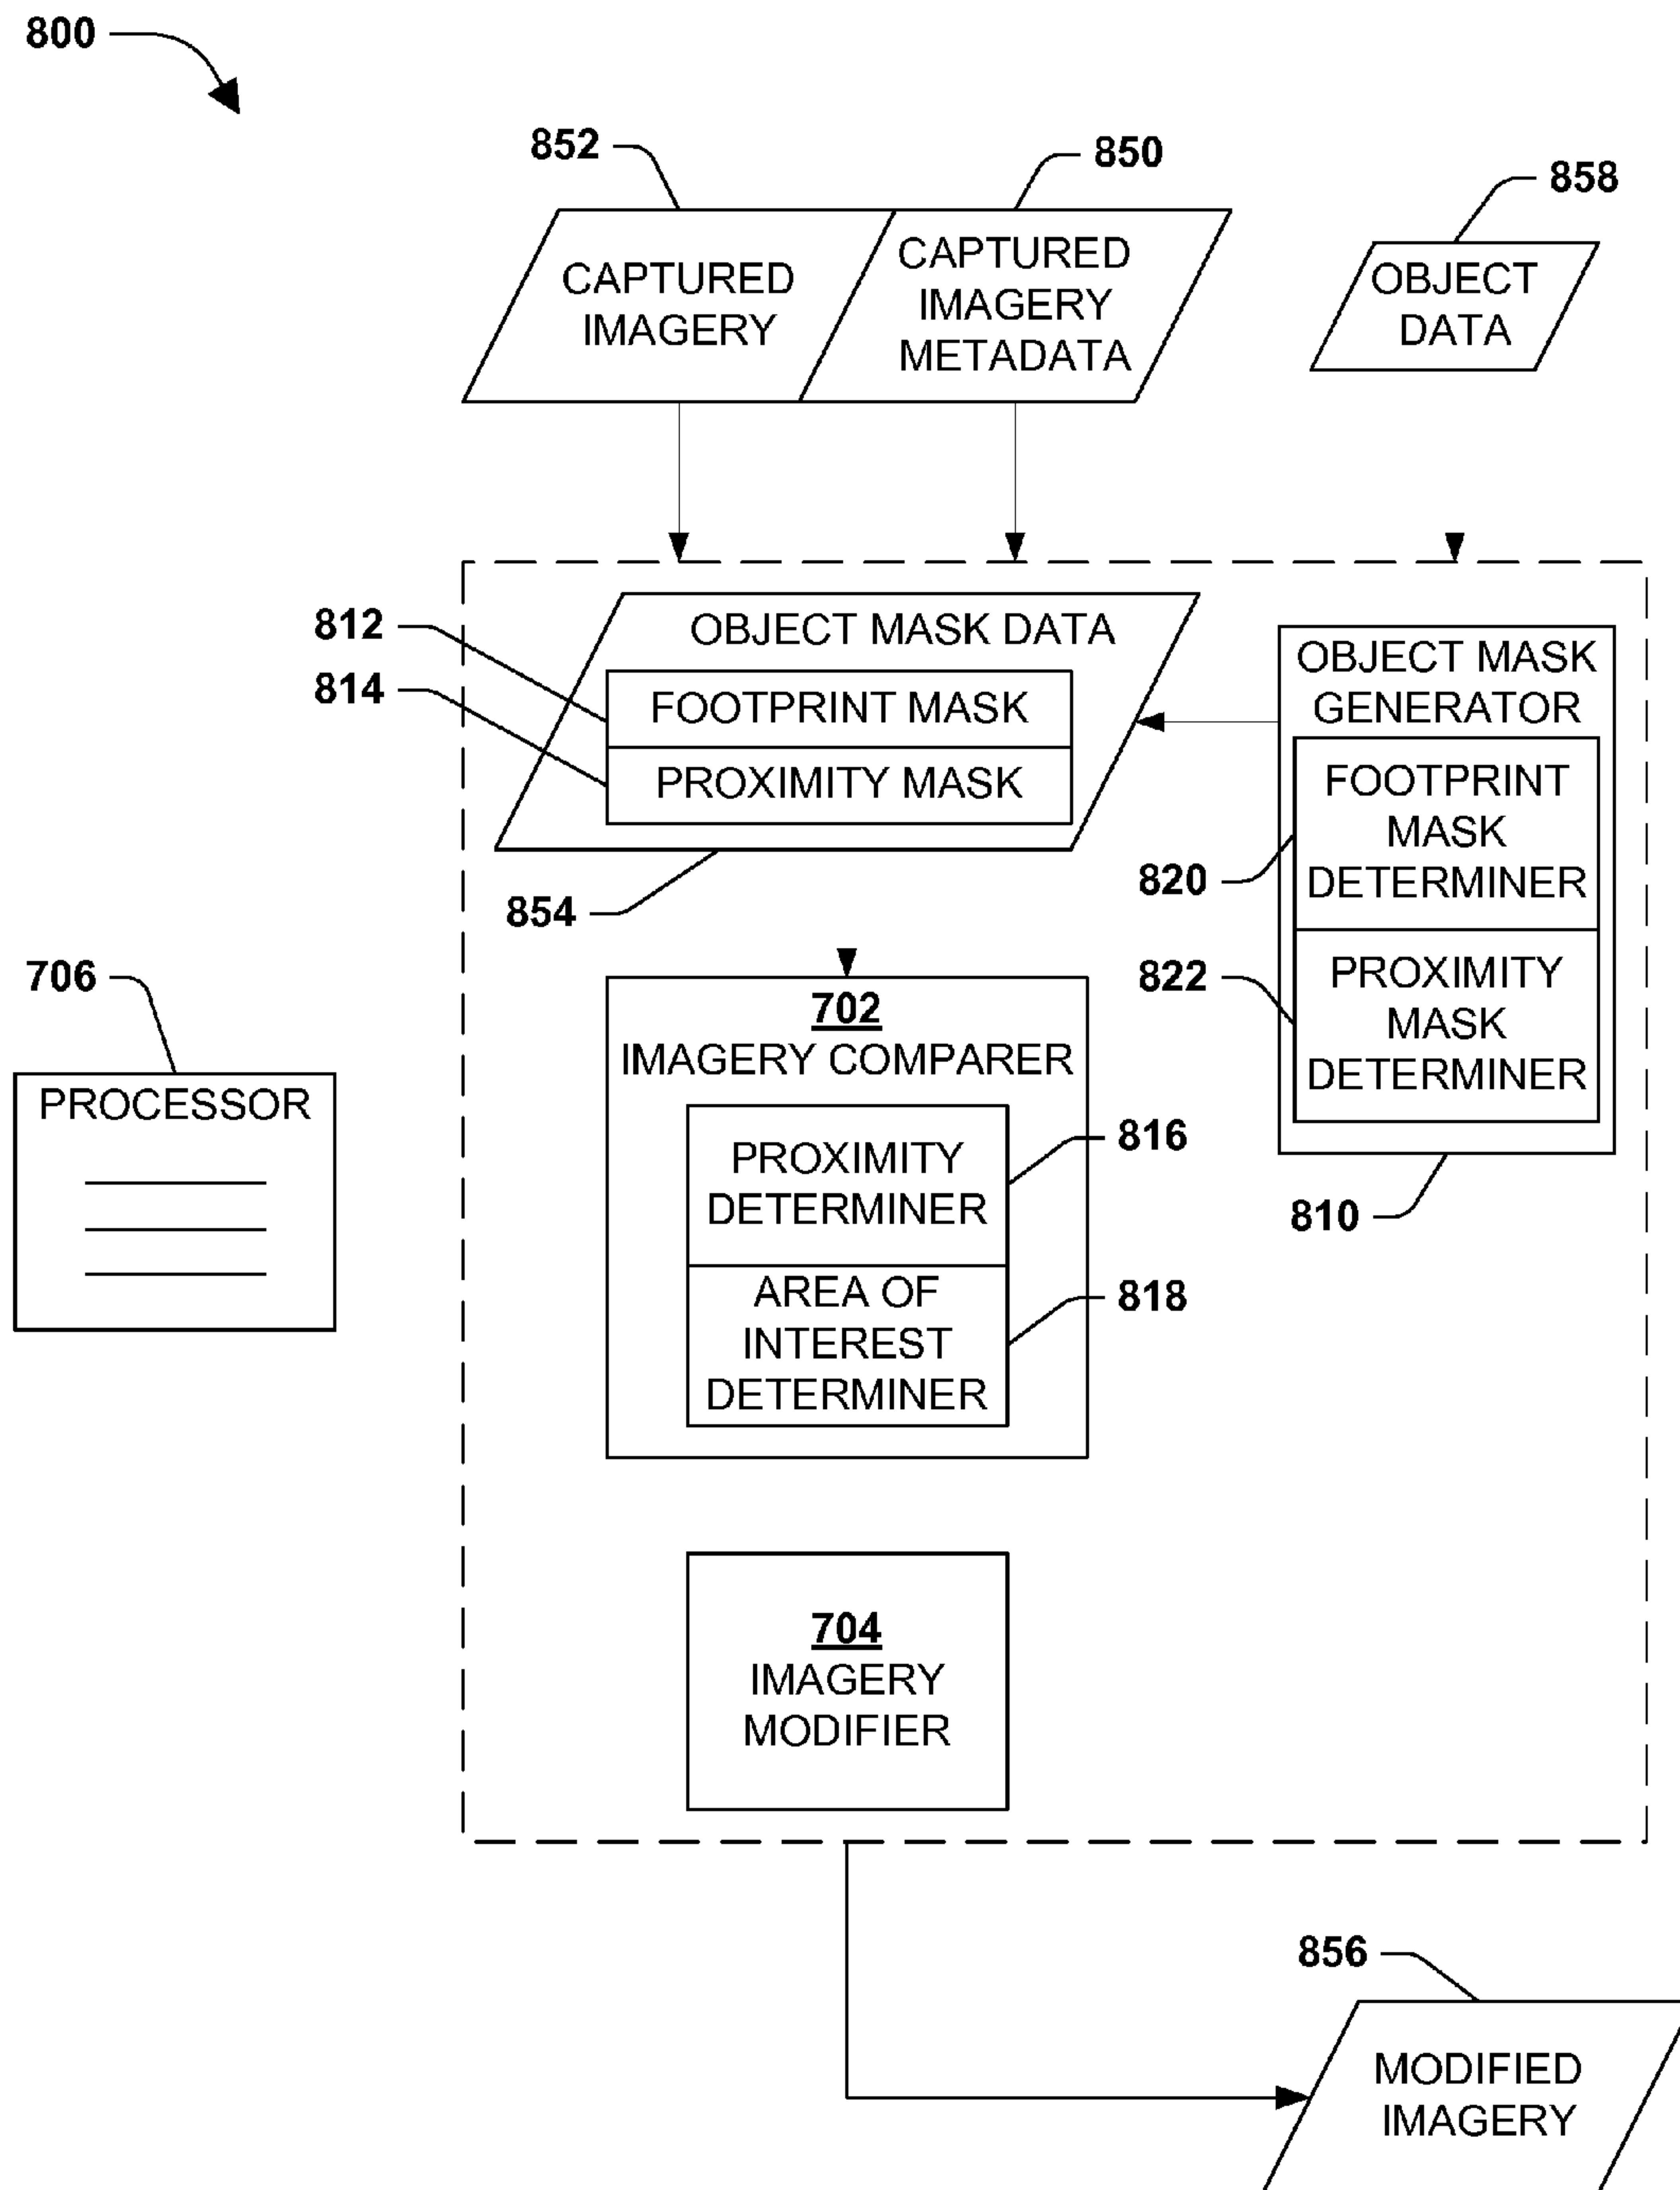 800
852
850
858
CAPTURED
IMAGERY
CAPTURED
IMAGERY
METADATA
OBJECT
DATA
812
814
OBJECT MASK DATA
FOOTPRINT MASK
PROXIMITY MASK
854
OBJECT MASK
GENERATOR
FOOTPRINT
MASK
DETERMINER
PROXIMITY
MASK
DETERMINER
820
822
810
706
PROCESSOR
702
IMAGERY COMPARER
PROXIMITY
DETERMINER
AREA OF
INTEREST
DETERMINER
816
818
704
IMAGERY
MODIFIER
856
MODIFIED
IMAGERY